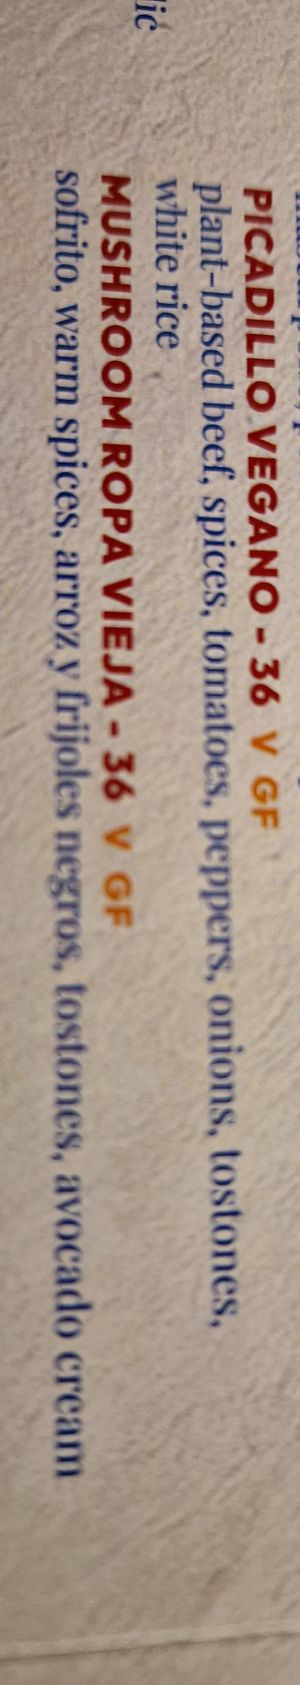 PICADILLO VEGANO - 36 V GF
plant-based beef, spices, tomatoes, peppers, onions, tostones,
white rice
MUSHROOM ROPA VIEJA - 36 V GF
sofrito, warm spices, arroz y frijoles negros, tostones, avocado cream